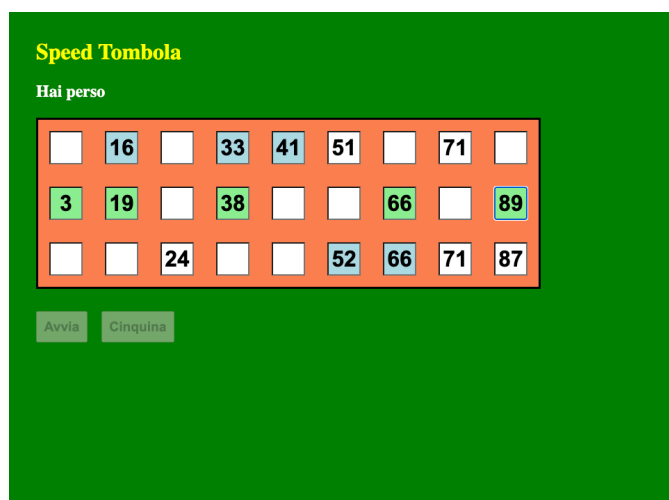 Speed Tombola
Hai perso
16 33 41 51 71
3 19 38 66 89
24 52 66 71 87
Avvia Cinquina